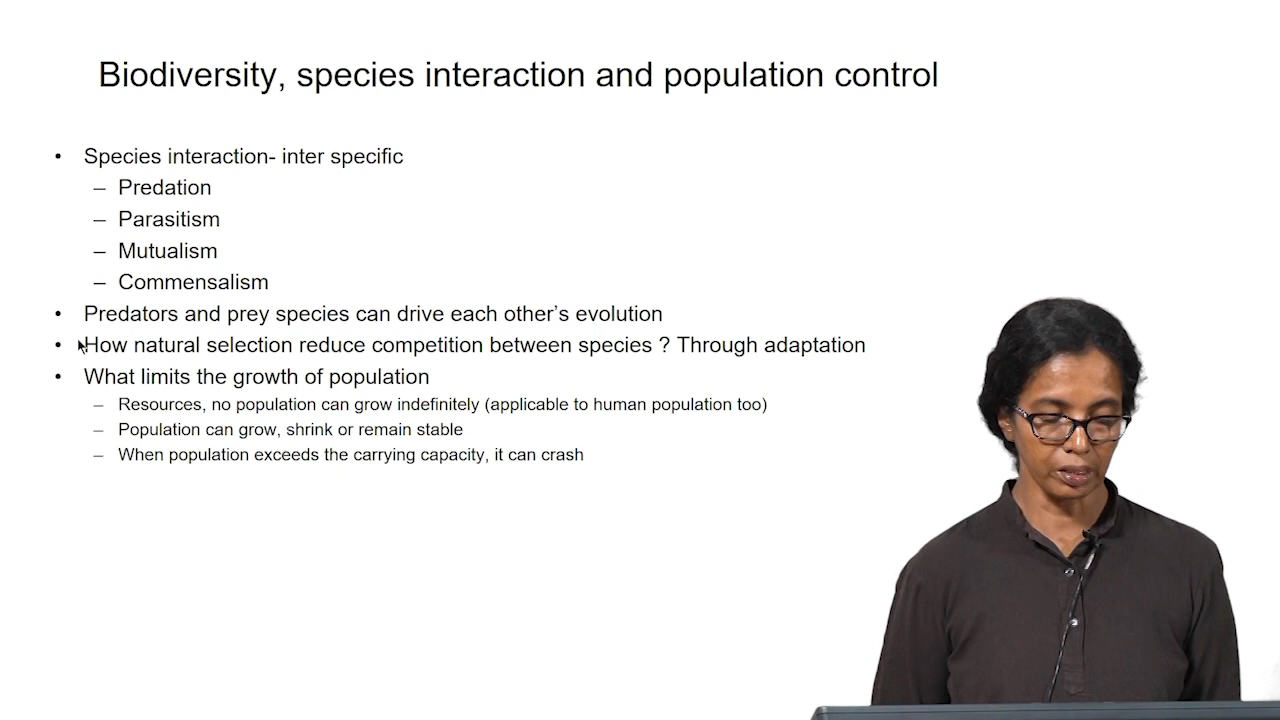 Biodiversity, species interaction and population control
• Species interaction- inter specific
– Predation
– Parasitism
– Mutualism
– Commensalism
• Predators and prey species can drive each other’s evolution
• How natural selection reduce competition between species ? Through adaptation
• What limits the growth of population
– Resources, no population can grow indefinitely (applicable to human population too)
– Population can grow, shrink or remain stable
– When population exceeds the carrying capacity, it can crash